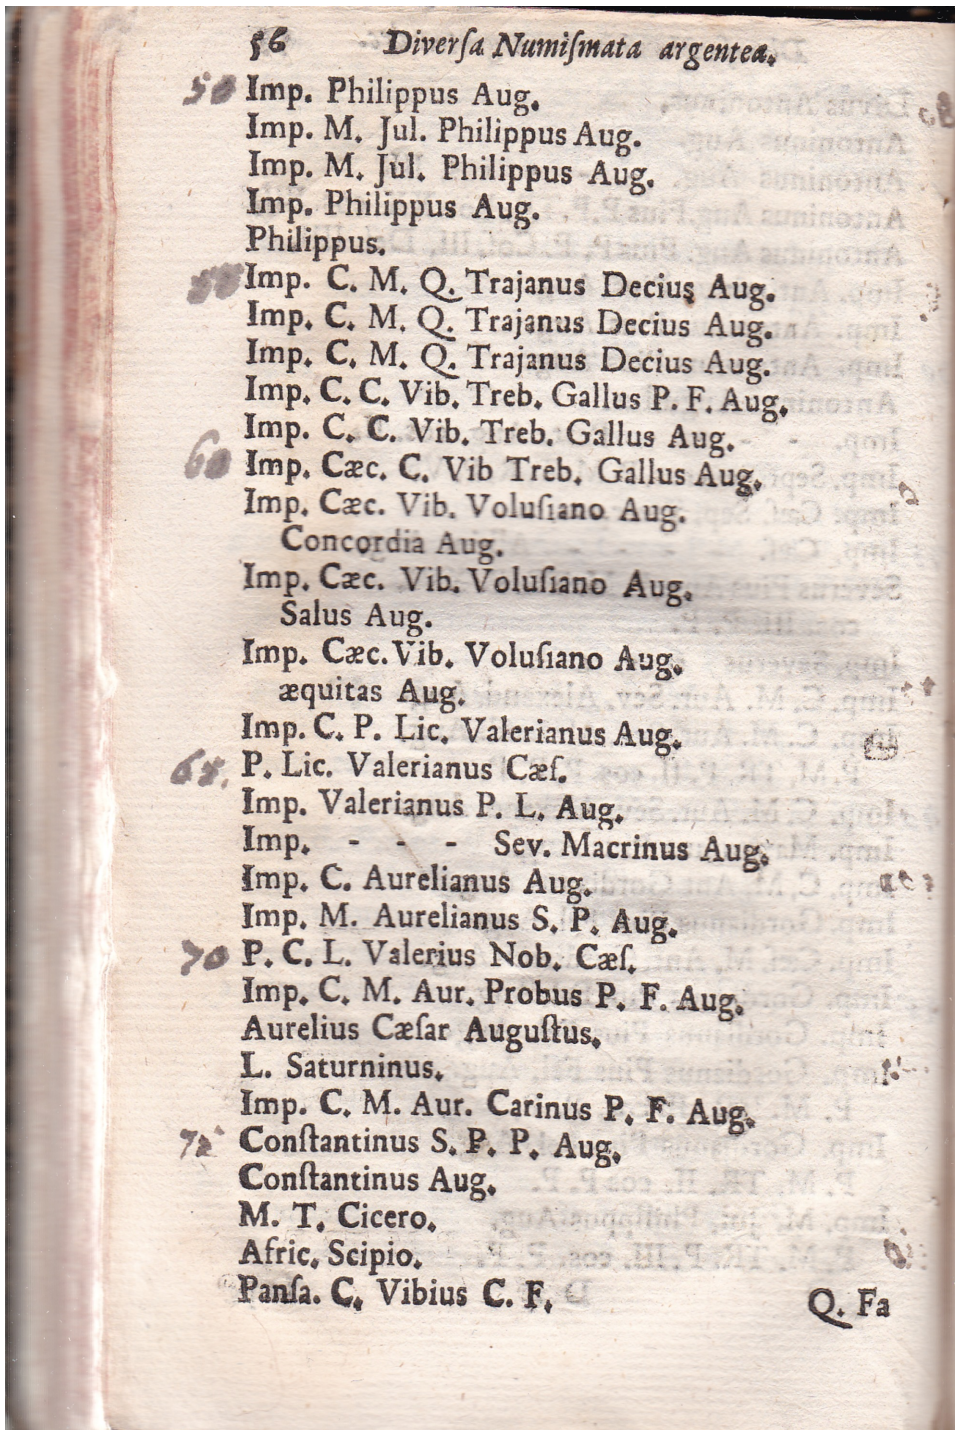 56 Diverſa Numiſmata argentea.
50 Imp. Philippus Aug.
Imp. M. Jul. Philippus Aug.
Imp. M. Jul. Philippus Aug.
Imp. Philippus Aug.
Philippus.
55 Imp. C. M. Q. Trajanus Decius Aug.
Imp. C. M. Q. Trajanus Decius Aug.
Imp. C. M. Q. Trajanus Decius Aug.
Imp. C. C. Vib. Treb. Gallus P. F. Aug.
Imp. C. C. Vib. Treb. Gallus Aug.
60 Imp. Cæc. C. Vib Treb. Gallus Aug.
Imp. Cæc. Vib. Voluſiano Aug.
Concordia Aug.
Imp. Cæc. Vib. Voluſiano Aug.
Salus Aug.
Imp. Cæc. Vib. Voluſiano Aug.
æquitas Aug.
Imp. C. P. Lic. Valerianus Aug.
65. P. Lic. Valerianus Cæſ.
Imp. Valerianus P. L. Aug.
Imp. - - - Sev. Macrinus Aug.
Imp. C. Aurelianus Aug.
Imp. M. Aurelianus S. P. Aug.
70 P. C. L. Valerius Nob. Cæſ.
Imp. C. M. Aur. Probus P. F. Aug.
Aurelius Cæſar Auguſtus.
L. Saturninus.
Imp. C. M. Aur. Carinus P. F. Aug.
75 Conſtantinus S. P. P. Aug.
Conſtantinus Aug.
M. T. Cicero.
Afric. Scipio.
Panſa. C. Vibius C. F.
Q. Fa